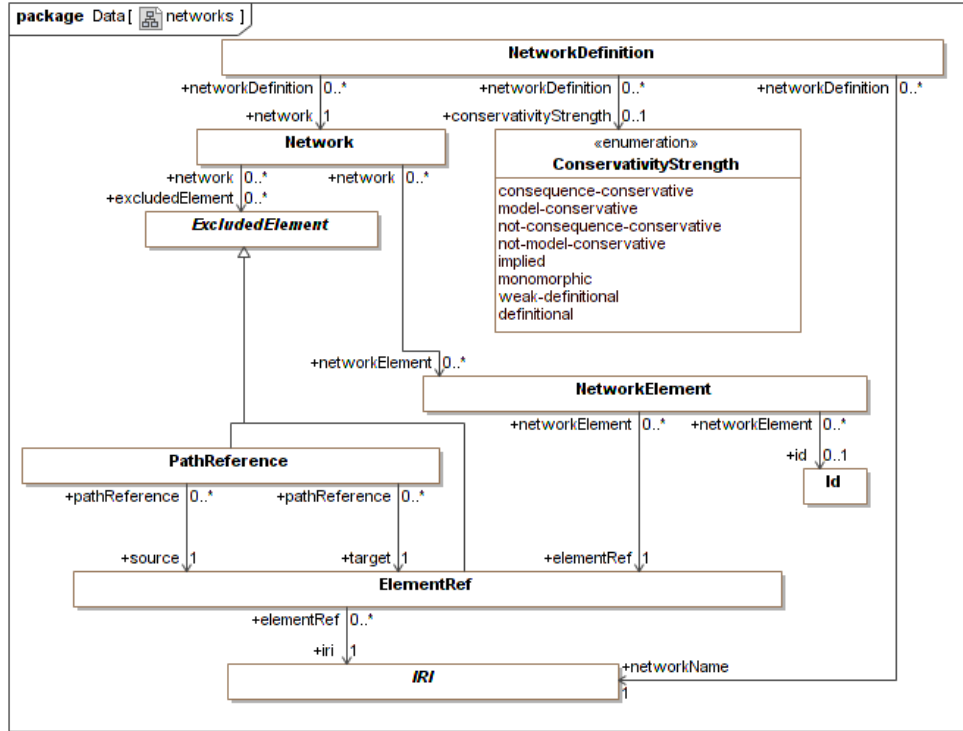 package Data[ networks ]
NetworkDefinition
+networkDefinition 0..* +networkDefinition 0..* +networkDefinition 0..*
+network 1 +conservativityStrength 0..1
Network
«enumeration»
ConservativityStrength
consequence-conservative
model-conservative
not-consequence-conservative
not-model-conservative
implied
monomorphic
weak-definitional
definitional
+network 0..* +network 0..*
+excludedElement 0..*
ExcludedElement
+networkElement 0..*
NetworkElement
+networkElement 0..* +networkElement 0..*
+id 0..1
Id
PathReference
+pathReference 0..* +pathReference 0..*
+source 1 +target 1 +elementRef 1
ElementRef
+elementRef 0..*
+iri 1
IRI
+networkName
1